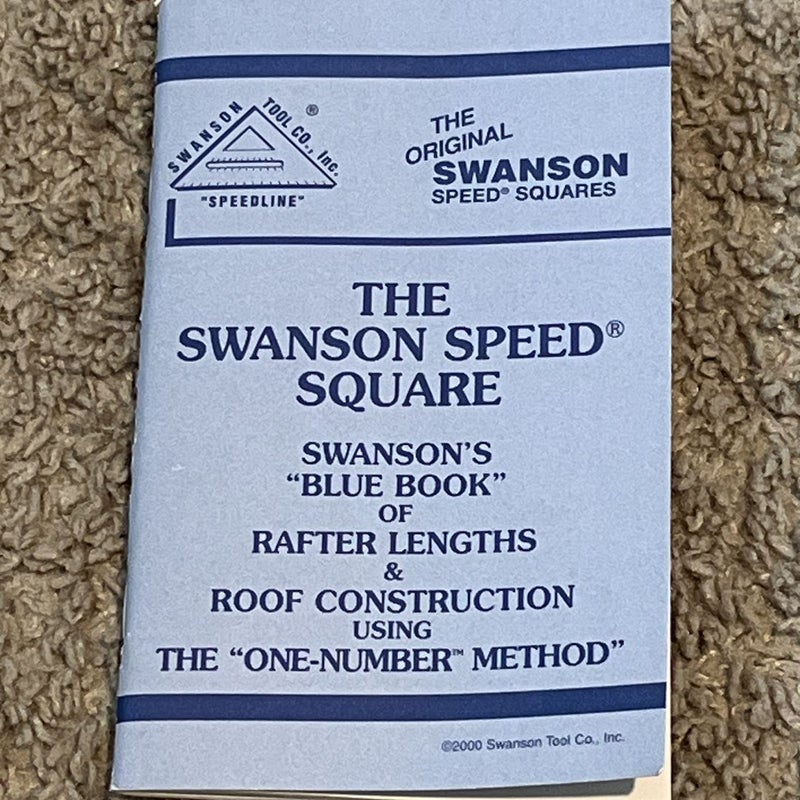 SWANSON TOOL CO., Inc.®
"SPEEDLINE"
THE
ORIGINAL
SWANSON
SPEED® SQUARES
THE
SWANSON SPEED®
SQUARE
SWANSON'S
"BLUE BOOK"
OF
RAFTER LENGTHS
&
ROOF CONSTRUCTION
USING
THE "ONE-NUMBER™ METHOD"
©2000 Swanson Tool Co., Inc.